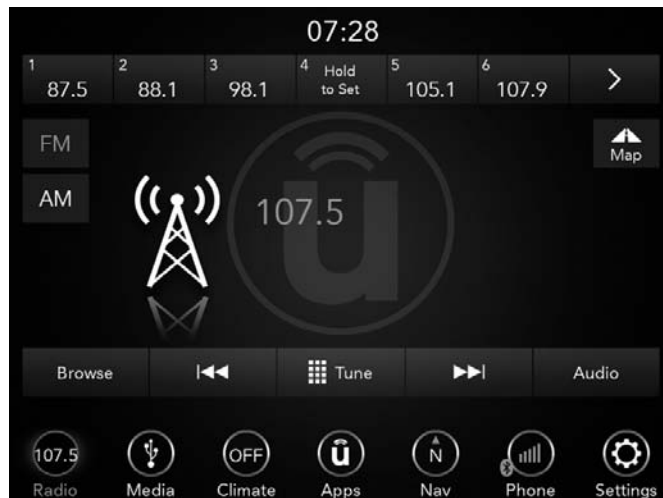 07:28
1 87.5 2 88.1 3 98.1 4 Hold to Set 5 105.1 6 107.9
FM
Map
AM
107.5
ü
Browse Tune Audio
107.5 OFF ü N
Radio Media Climate Apps Nav Phone Settings